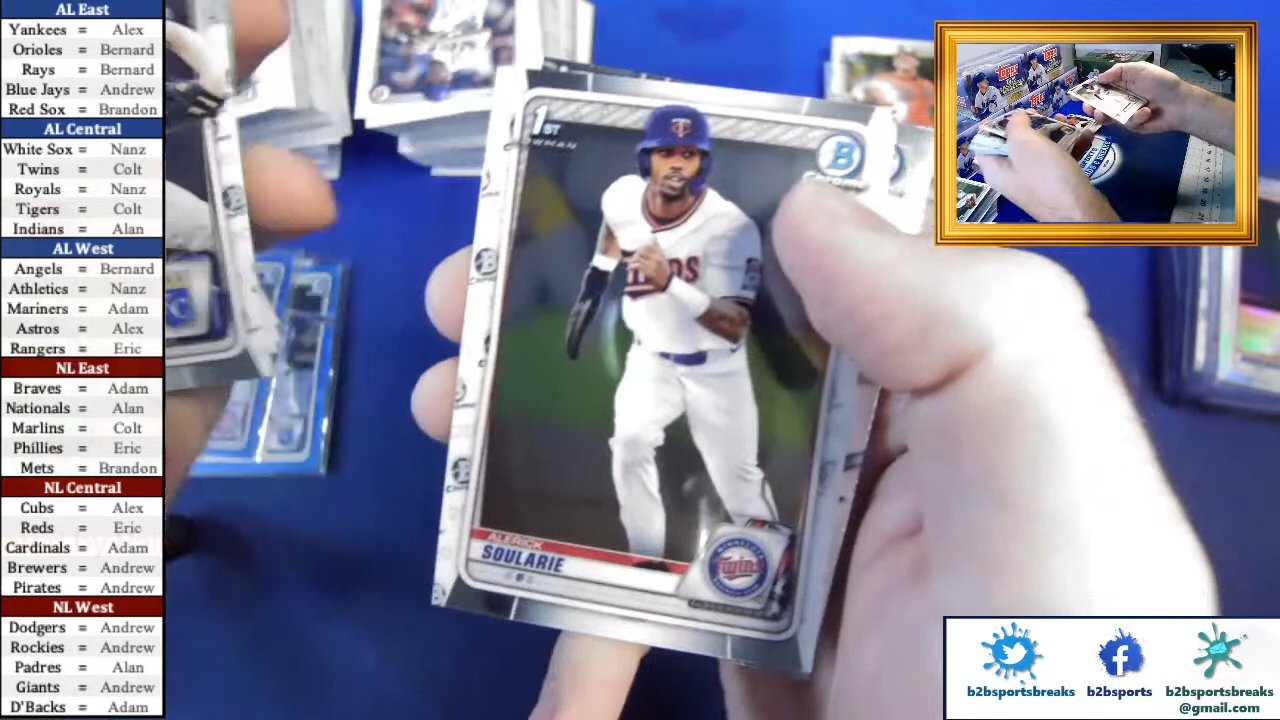 AL East
Yankees = Alex
Orioles = Bernard
Rays = Bernard
Blue Jays = Andrew
Red Sox = Brandon
AL Central
White Sox = Nanz
Twins = Colt
Royals = Nanz
Tigers = Colt
Indians = Alan
AL West
Angels = Bernard
Athletics = Nanz
Mariners = Adam
Astros = Alex
Rangers = Eric
NL East
Braves = Adam
Nationals = Alan
Marlins = Colt
Phillies = Eric
Mets = Brandon
NL Central
Cubs = Alex
Reds = Eric
Cardinals = Adam
Brewers = Andrew
Pirates = Andrew
NL West
Dodgers = Andrew
Rockies = Andrew
Padres = Alan
Giants = Andrew
D'Backs = Adam
1ST
B
T
ALERICK
SOULARIE
Twins
KC
Topps
b2bsportsbreaks
b2bsports
b2bsportsbreaks
@gmail.com